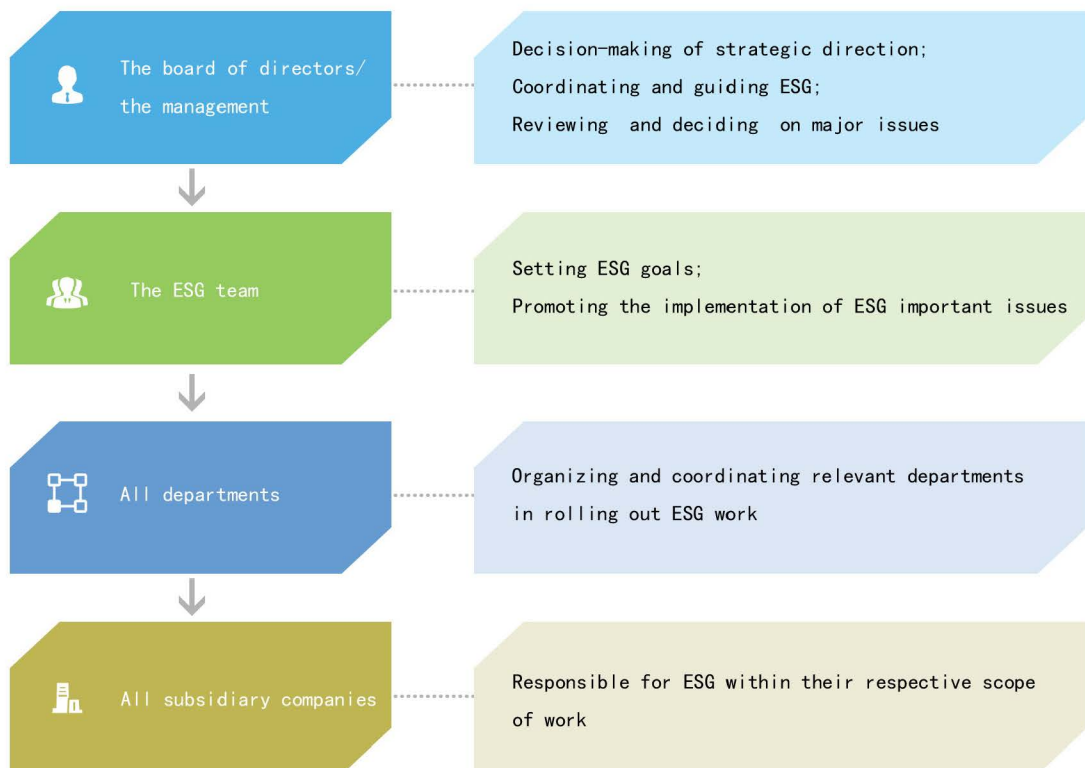 The board of directors/
the management
Decision-making of strategic direction;
Coordinating and guiding ESG;
Reviewing and deciding on major issues
The ESG team
Setting ESG goals;
Promoting the implementation of ESG important issues
All departments
Organizing and coordinating relevant departments
in rolling out ESG work
All subsidiary companies
Responsible for ESG within their respective scope
of work